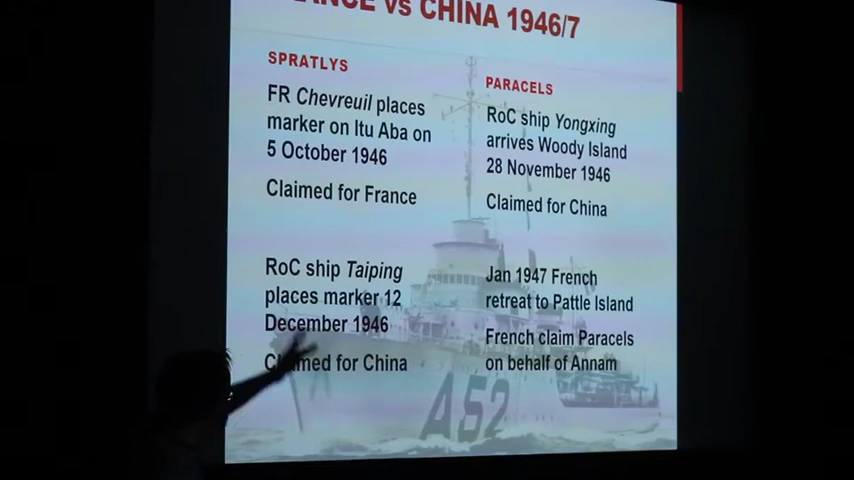 vs CHINA 1946/7
SPRATLYS
FR Chevreuil places
marker on Itu Aba on
5 October 1946
Claimed for France
RoC ship Taiping
places marker 12
December 1946
Claimed for China
PARACELS
RoC ship Yongxing
arrives Woody Island
28 November 1946
Claimed for China
Jan 1947 French
retreat to Pattle Island
French claim Paracels
on behalf of Annam
A52